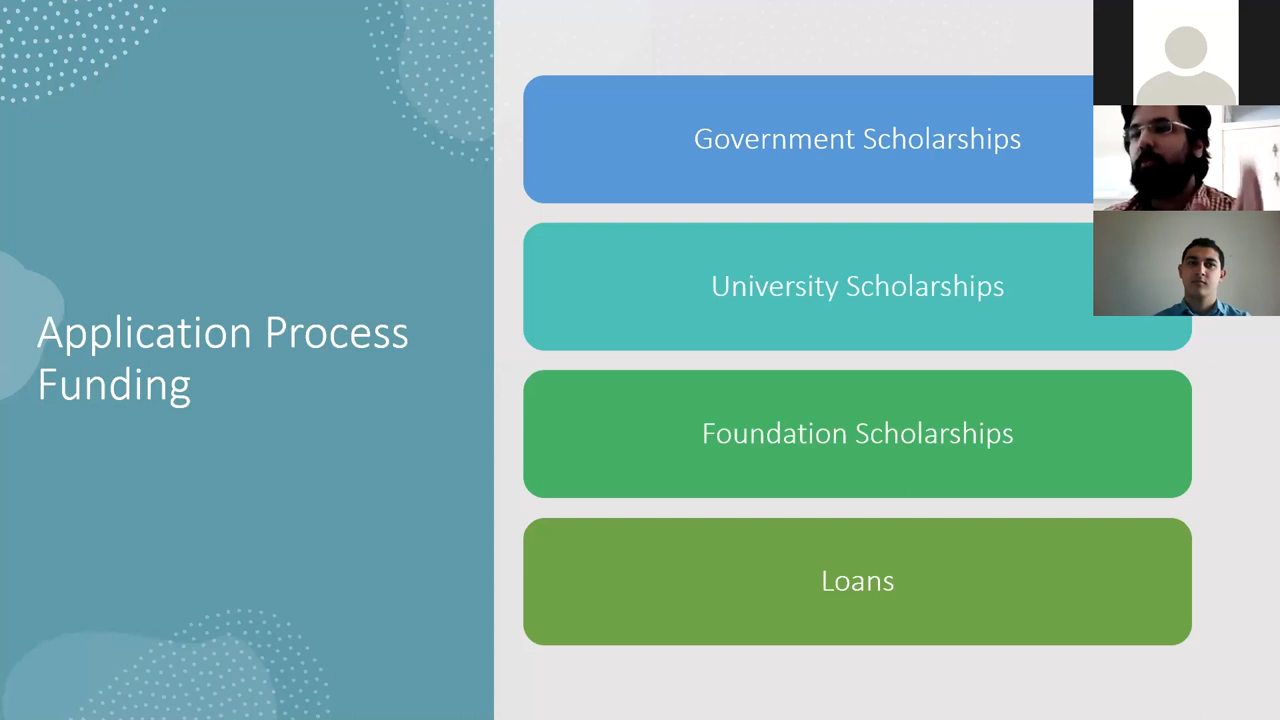 Application Process
Funding
Government Scholarships
University Scholarships
Foundation Scholarships
Loans